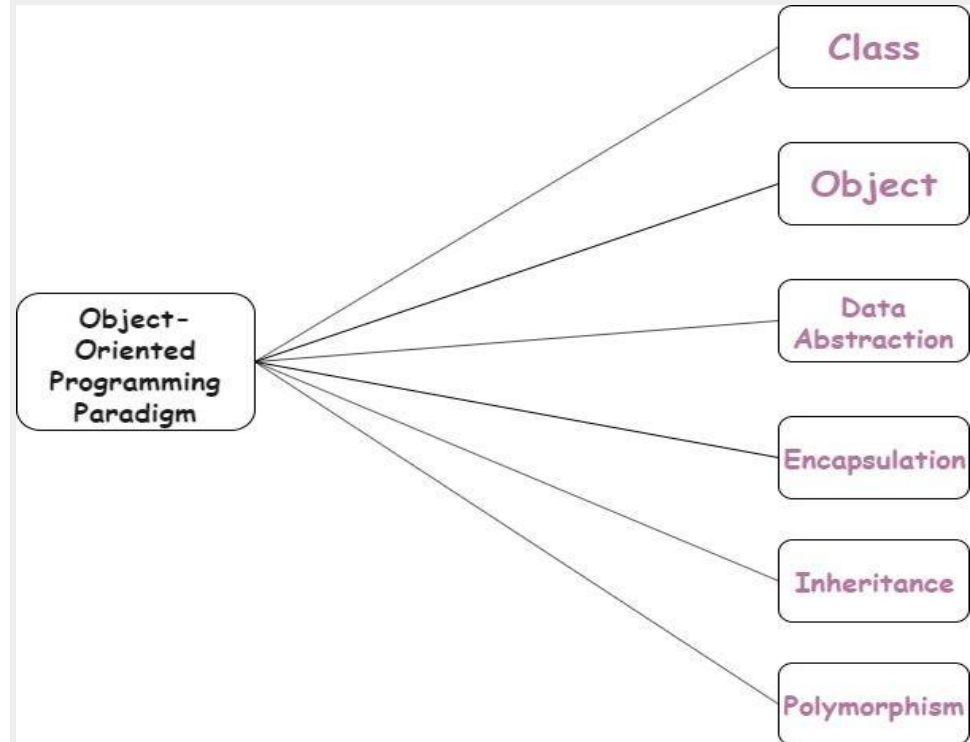 Class
Object
Object-
Oriented
Programming
Paradigm
Data
Abstraction
Encapsulation
Inheritance
Polymorphism